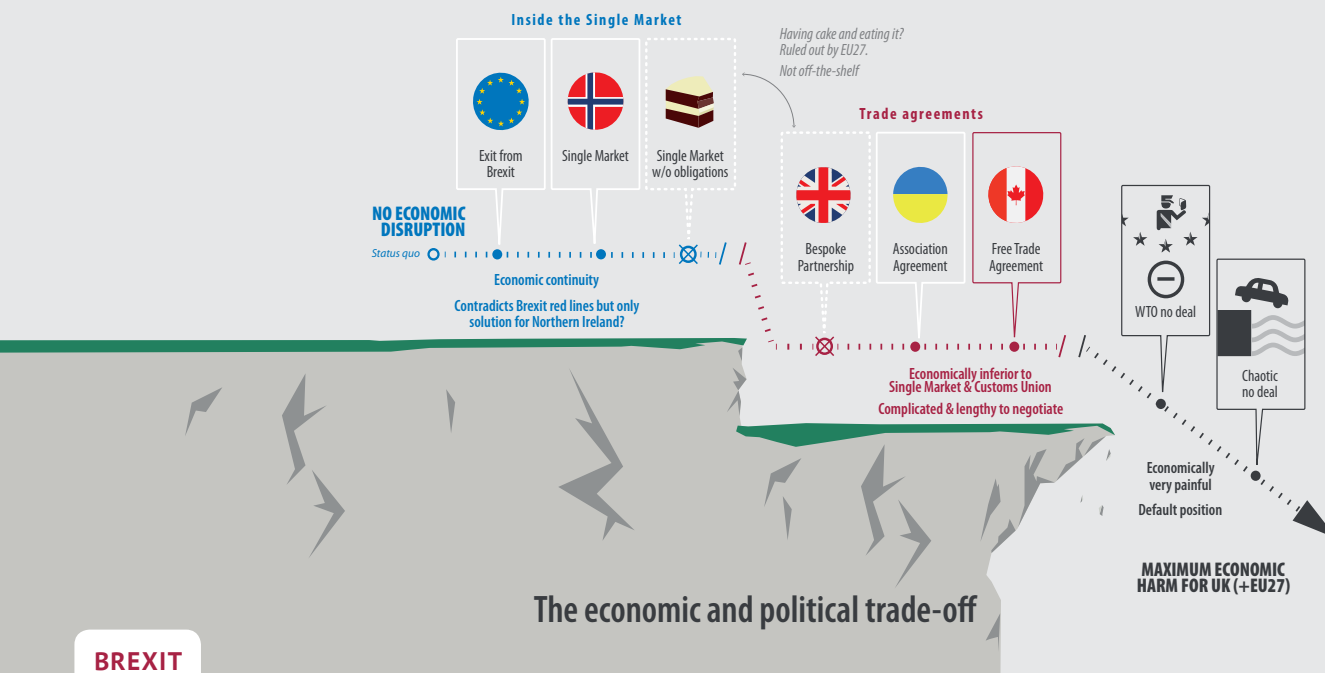 Inside the Single Market
Having cake and eating it?
Ruled out by EU27.
Not off-the-shelf
Exit from
Brexit
Single Market
Single Market
w/o obligations
Trade agreements
Bespoke
Partnership
Association
Agreement
Free Trade
Agreement
WTO no deal
Chaotic
no deal
NO ECONOMIC
DISRUPTION
Status quo
Economic continuity
Contradicts Brexit red lines but only
solution for Northern Ireland?
Economically inferior to
Single Market & Customs Union
Complicated & lengthy to negotiate
Economically
very painful
Default position
MAXIMUM ECONOMIC
HARM FOR UK (+EU27)
The economic and political trade-off
BREXIT